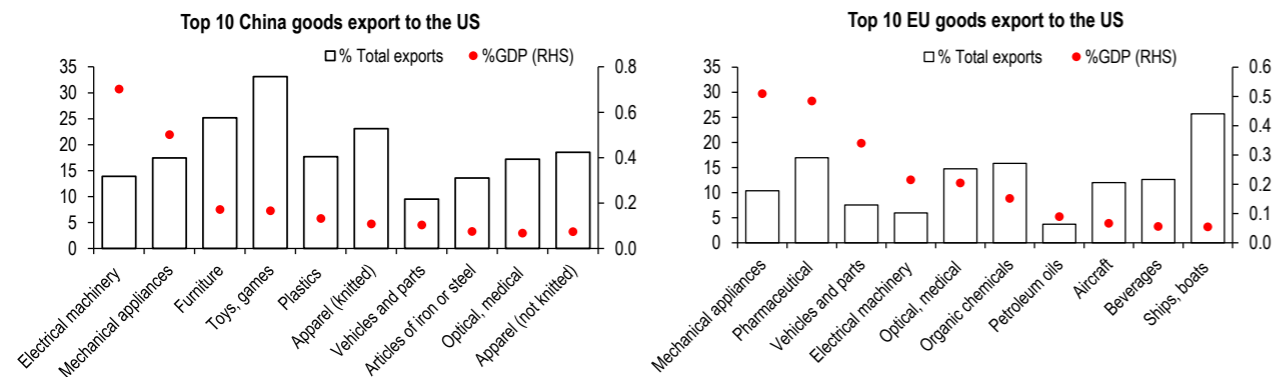 Top 10 China goods export to the US
% Total exports
%GDP (RHS)
35
30
25
20
15
10
5
0
0.8
0.6
0.4
0.2
0.0
Electrical machinery
Mechanical appliances
Furniture
Toys, games
Plastics
Apparel (knitted)
Vehicles and parts
Articles of iron or steel
Optical, medical
Apparel (not knitted)
Top 10 EU goods export to the US
% Total exports
%GDP (RHS)
35
30
25
20
15
10
5
0
0.6
0.5
0.4
0.3
0.2
0.1
0.0
Mechanical appliances
Pharmaceutical
Vehicles and parts
Electrical machinery
Optical, medical
Organic chemicals
Petroleum oils
Aircraft
Beverages
Ships, boats